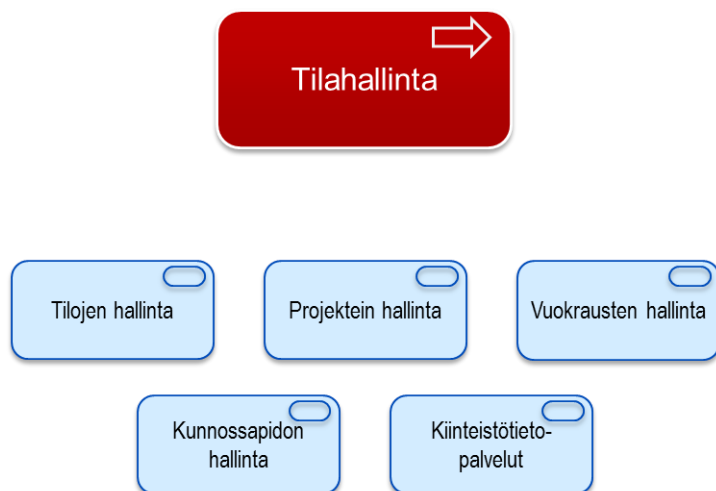 Tilahallinta
Tilojen hallinta
Projektein hallinta
Vuokrausten hallinta
Kunnossapidon
hallinta
Kiinteistötieto-
palvelut